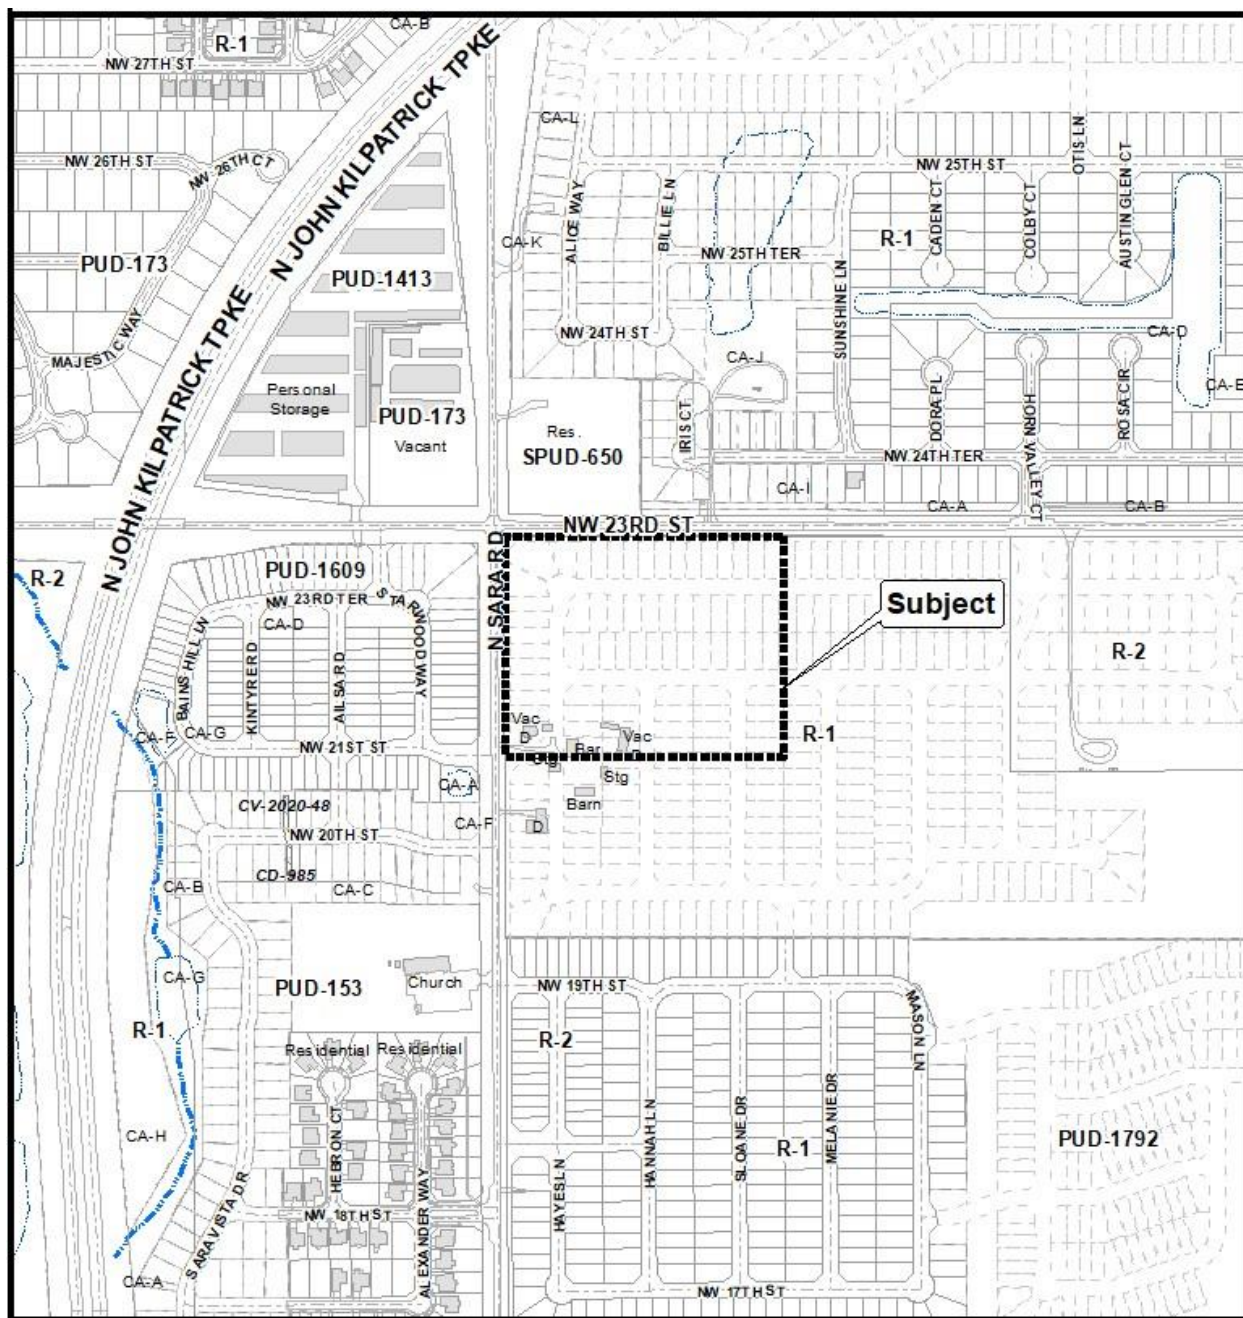 CA-B
R-1
NW 27TH ST
N JOHN KILPATRICK TPKE
CA-L
NW 26TH ST
NW 26TH CT
NW 25TH ST
OTIS LN
AUSTIN GLEN CT
CADEN CT
COLBY CT
ALICE WAY
BILLIE LN
R-1
CA-K
NW 25TH TER
PUD-173
PUD-1413
SUNSHINE LN
NW 24TH ST
CA-D
MAJESTIC WAY
CA-J
CA-E
Personal
Storage
PUD-173
Vacant
Res.
SPUD-650
IRIS CT
DORA PL
HORN VALLEY CT
ROSA CIR
N JOHN KILPATRICK TPKE
NW 24TH TER
CA-I
CA-A
CA-B
NW 23RD ST
R-2
PUD-1609
N SARA RD
NW 23RD TER
STARWOOD WAY
CA-D
Subject
BAINS HILL LN
KINTYRE RD
AILSA RD
R-2
Vac
D
CA-F
CA-G
NW 21ST ST
Bar
Vac
D
R-1
Stg
Stg
CA-A
Barn
CV-2020-48
CA-F
D
NW 20TH ST
CD-985
CA-B
CA-C
CA-G
PUD-153
Church
NW 19TH ST
MASON LN
R-1
R-2
Residential
Residential
CA-H
HEBRON CT
HANNAH LN
SLOANE DR
MELANIE DR
R-1
PUD-1792
SARA VISTA DR
NW 18TH ST
ALEXANDER WAY
HAYES LN
CA-A
NW 17TH ST